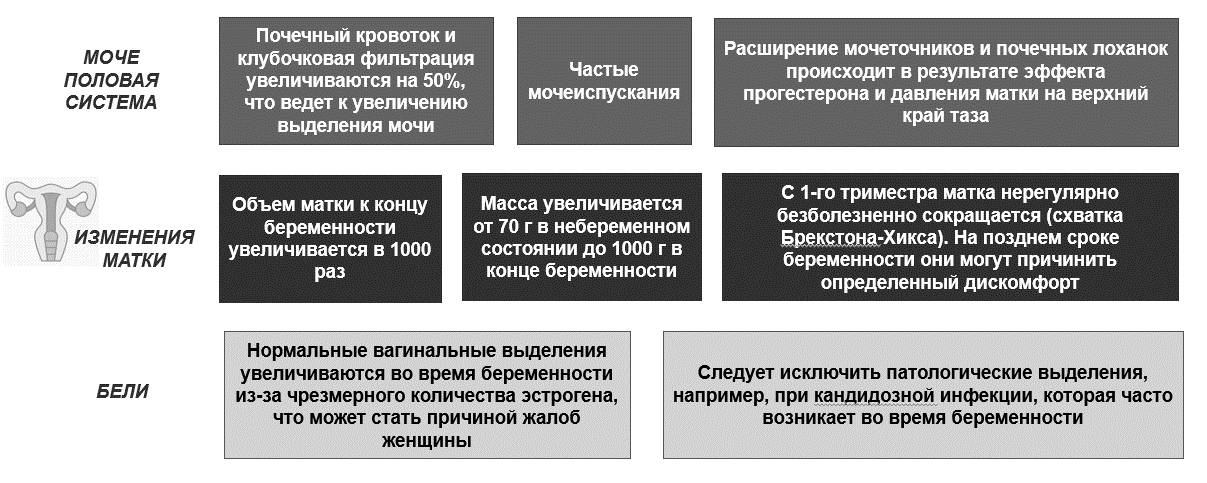 МОЧЕ
ПОЛОВАЯ
СИСТЕМА
Почечный кровоток и
клубочковая фильтрация
увеличиваются на 50%,
что ведет к увеличению
выделения мочи
Частые
мочеиспускания
Расширение мочеточников и почечных лоханок
происходит в результате эффекта
прогестерона и давления матки на верхний
край таза
ИЗМЕНЕНИЯ
МАТКИ
Объем матки к концу
беременности
увеличивается в 1000
раз
Масса увеличивается
от 70 г в небеременном
состоянии до 1000 г в
конце беременности
С 1-го триместра матка нерегулярно
безболезненно сокращается (схватка
Брекстона-Хикса). На позднем сроке
беременности они могут причинить
определенный дискомфорт
БЕЛИ
Нормальные вагинальные выделения
увеличиваются во время беременности
из-за чрезмерного количества эстрогена,
что может стать причиной жалоб
женщины
Следует исключить патологические выделения,
например, при кандидозной инфекции, которая часто
возникает во время беременности